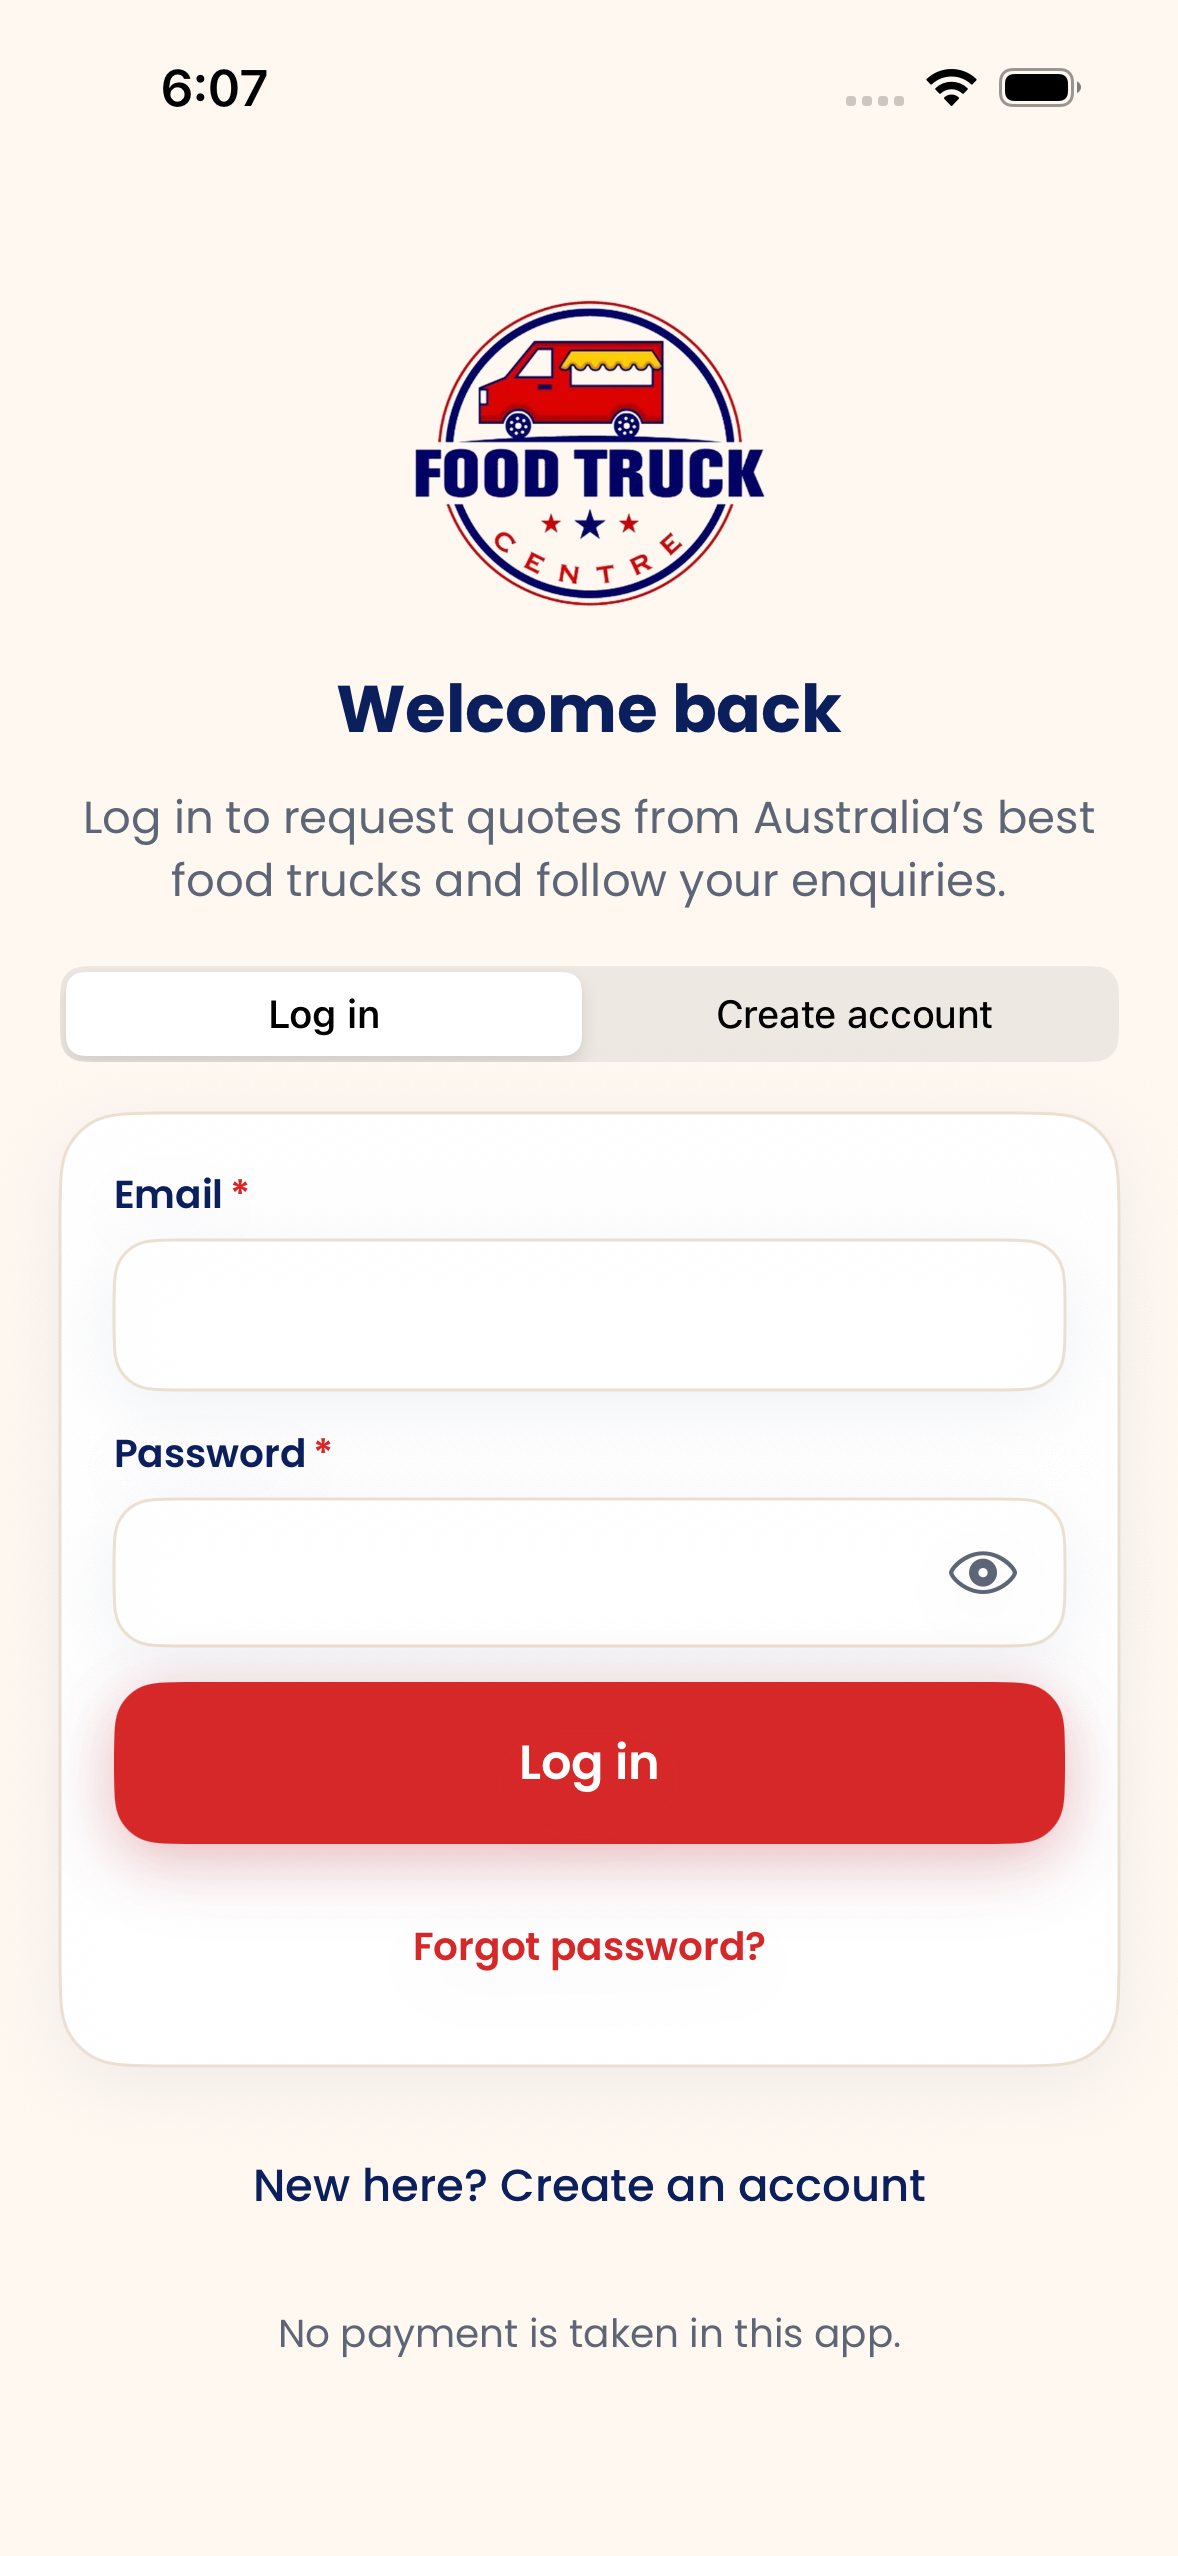 6:07
FOOD TRUCK
CENTRE
Welcome back
Log in to request quotes from Australia’s best
food trucks and follow your enquiries.
Log in
Create account
Email *
Password *
Log in
Forgot password?
New here? Create an account
No payment is taken in this app.